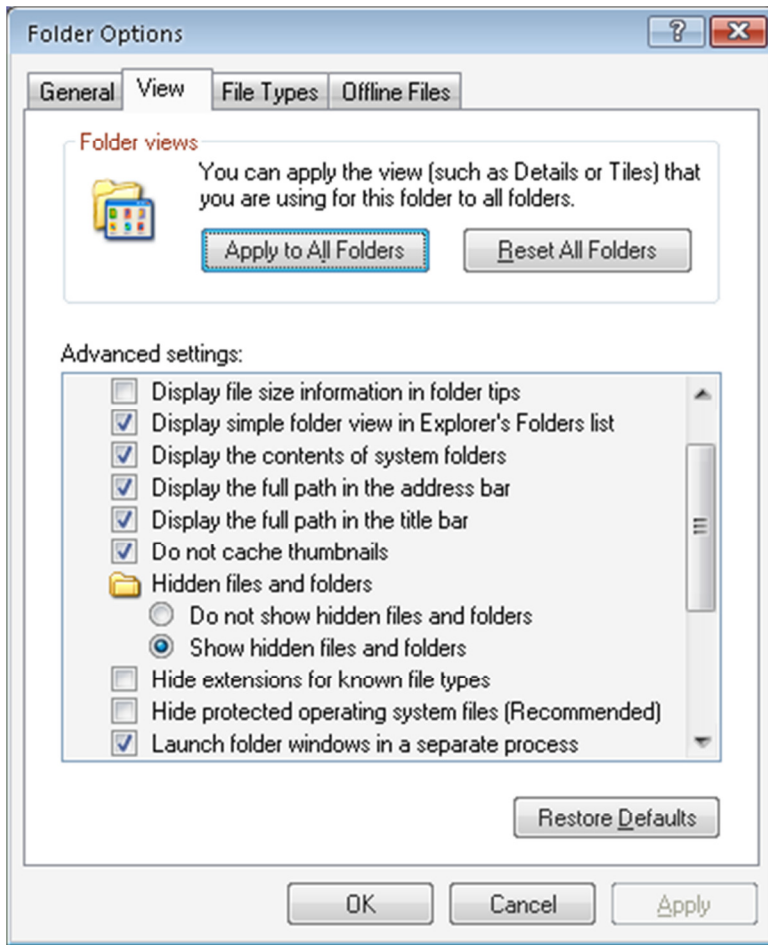 Folder Options
General View File Types Offline Files
Folder views
You can apply the view (such as Details or Tiles) that
you are using for this folder to all folders.
Apply to All Folders Reset All Folders
Advanced settings:
Display file size information in folder tips
Display simple folder view in Explorer's Folders list
Display the contents of system folders
Display the full path in the address bar
Display the full path in the title bar
Do not cache thumbnails
Hidden files and folders
Do not show hidden files and folders
Show hidden files and folders
Hide extensions for known file types
Hide protected operating system files (Recommended)
Launch folder windows in a separate process
Restore Defaults
OK Cancel Apply